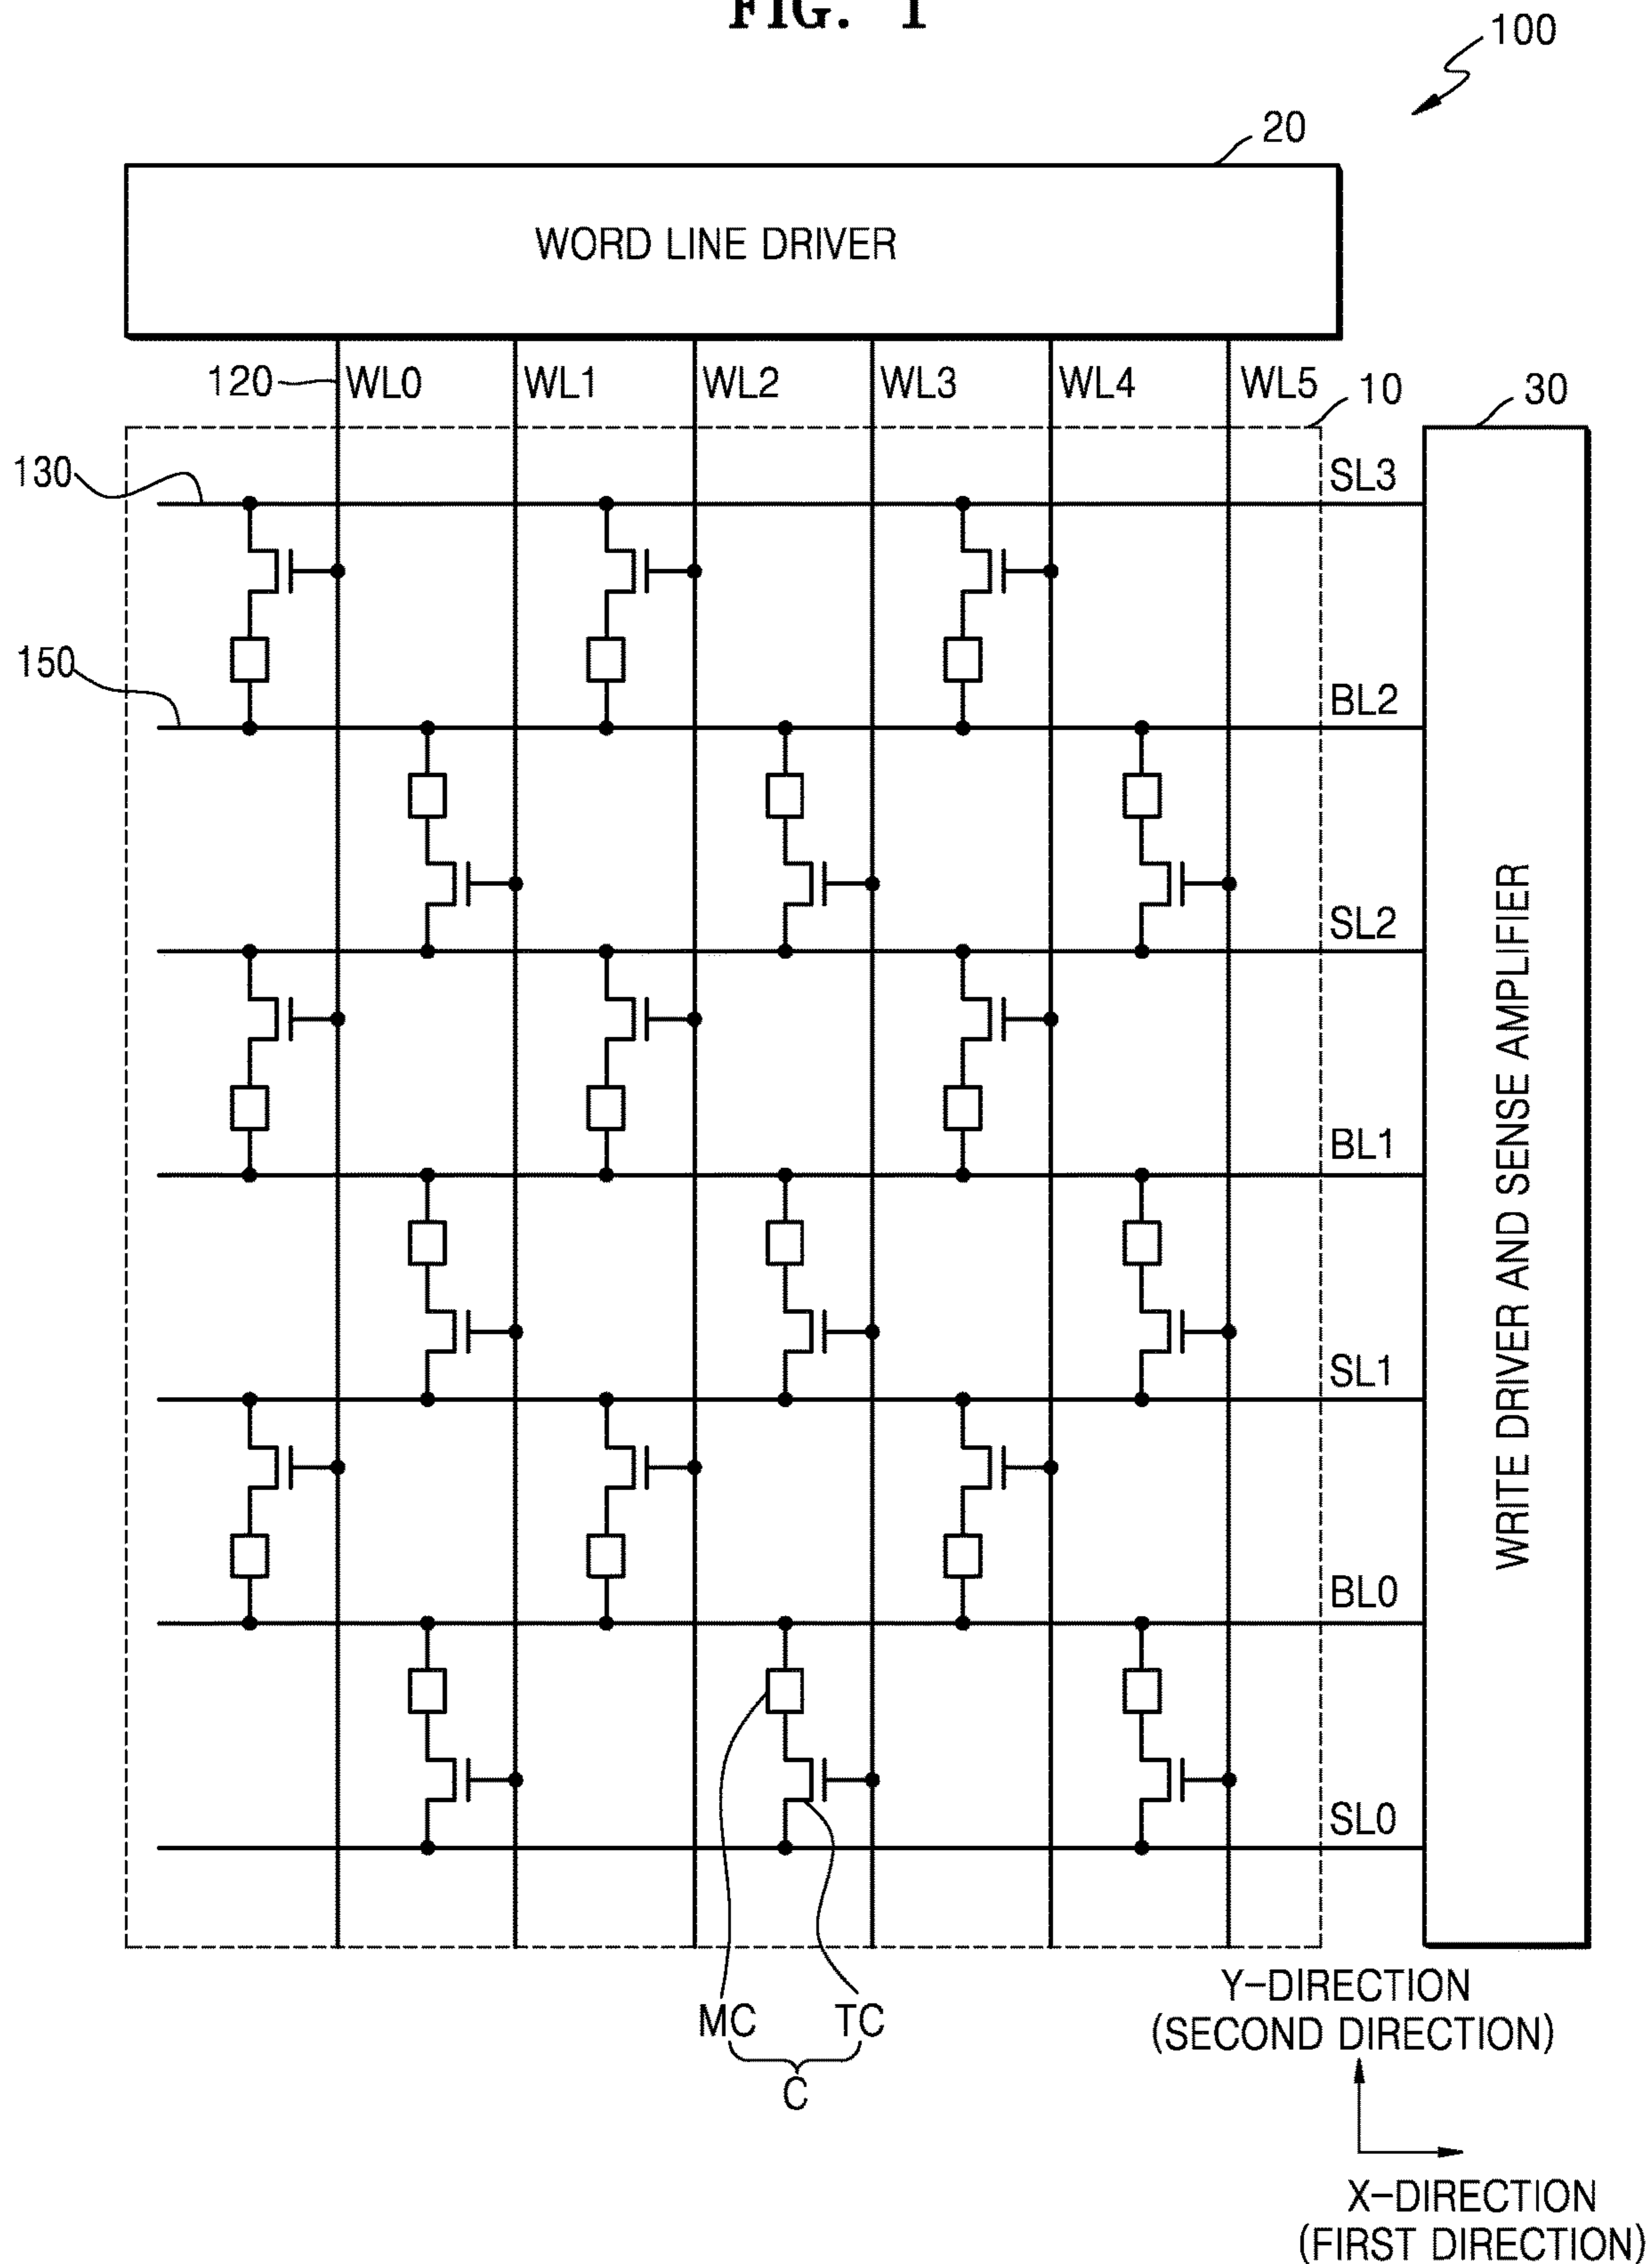 FIG. 1
100
20
WORD LINE DRIVER
120 WL0 WL1 WL2 WL3 WL4 WL5
10
30
130
SL3
150
BL2
SL2
BL1
SL1
BL0
SL0
WRITE DRIVER AND SENSE AMPLIFIER
MC TC
C
Y-DIRECTION
(SECOND DIRECTION)
X-DIRECTION
(FIRST DIRECTION)